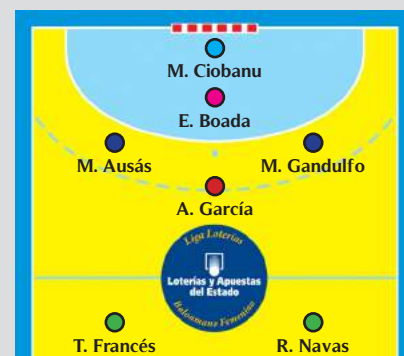 M. Ciobanu
E. Boada
M. Ausás
M. Gandulfo
A. García
Liga Loterías
Loterías y Apuestas
del Estado
Balonmano Femenino
T. Francés
R. Navas